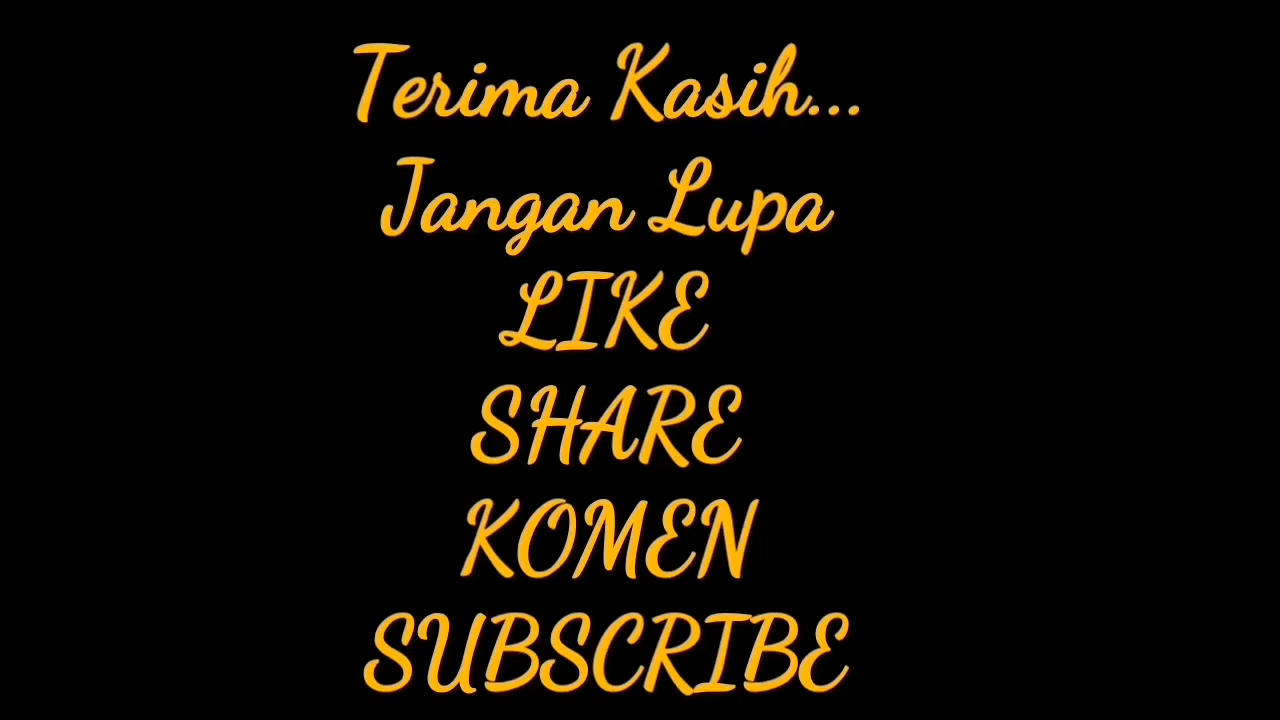 Terima Kasih...
Jangan Lupa
LIKE
SHARE
KOMEN
SUBSCRIBE